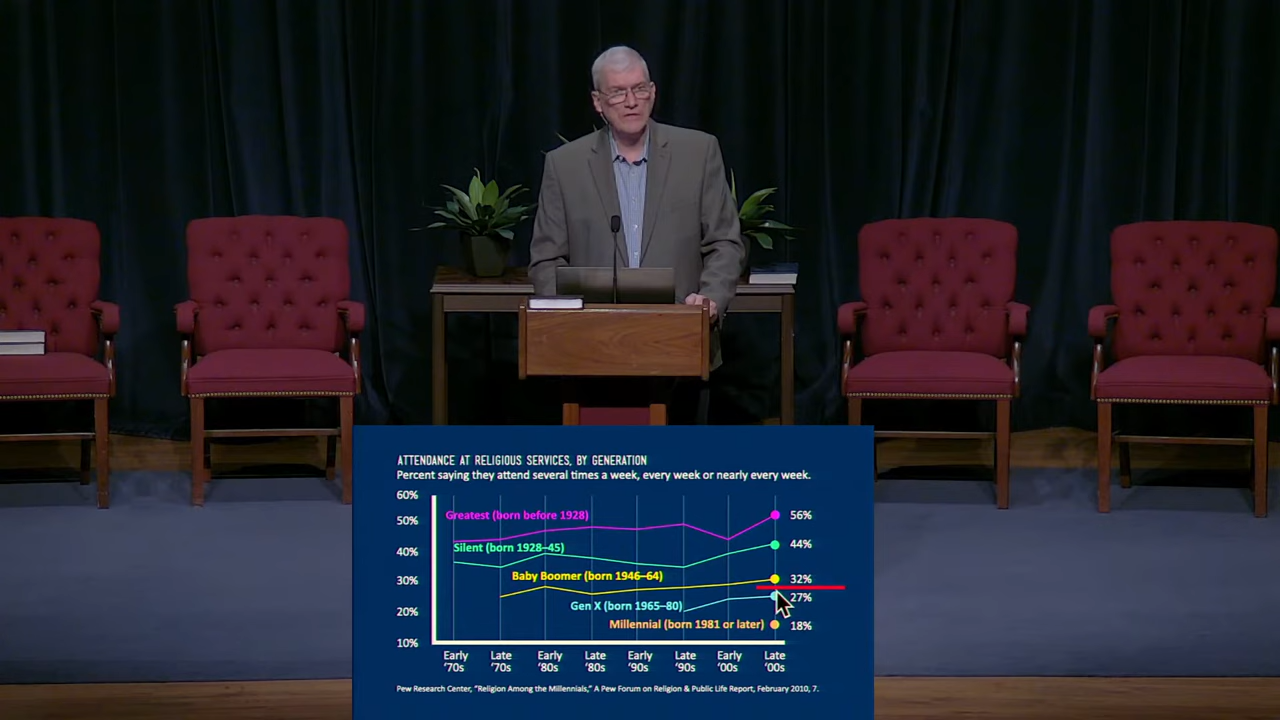 ATTENDANCE AT RELIGIOUS SERVICES, BY GENERATION
Percent saying they attend several times a week, every week or nearly every week.
60%
50%
40%
30%
20%
10%
Greatest (born before 1928)
56%
Silent (born 1928–45)
44%
Baby Boomer (born 1946–64)
32%
Gen X (born 1965–80)
27%
Millennial (born 1981 or later)
18%
Early Late Early Late Early Late Early Late
'70s '70s '80s '80s '90s '90s '00s '00s
Pew Research Center, "Religion Among the Millennials," A Pew Forum on Religion & Public Life Report, February 2010, 7.